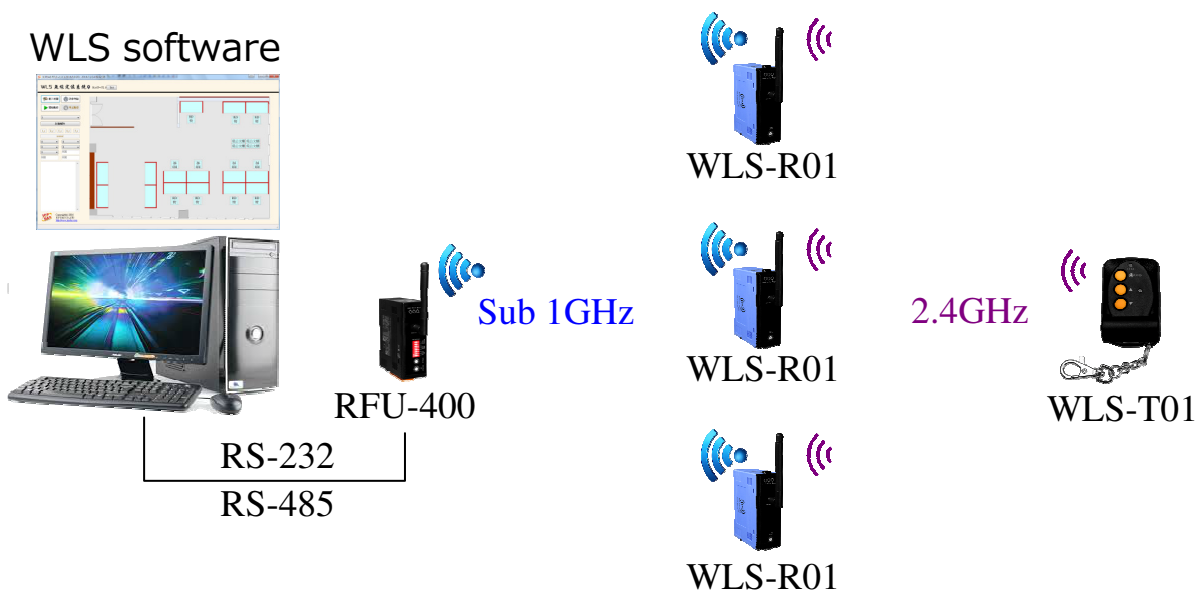 WLS software
WLS-R01
Sub 1GHz
2.4GHz
WLS-R01
RFU-400
WLS-T01
RS-232
RS-485
WLS-R01